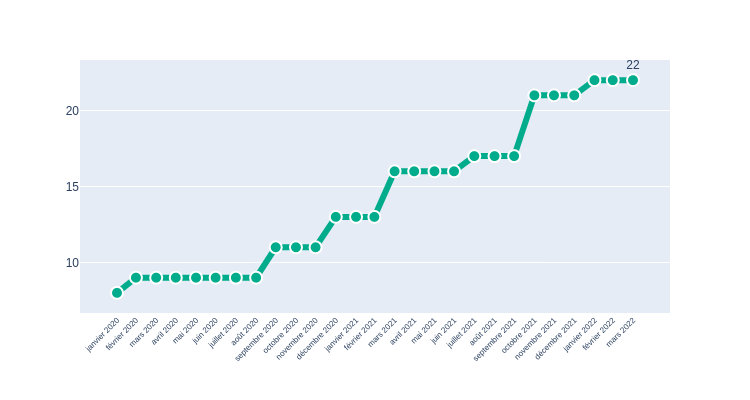 22
20
15
10
janvier 2020
février 2020
mars 2020
avril 2020
mai 2020
juin 2020
juillet 2020
août 2020
septembre 2020
octobre 2020
novembre 2020
décembre 2020
janvier 2021
février 2021
mars 2021
avril 2021
mai 2021
juin 2021
juillet 2021
août 2021
septembre 2021
octobre 2021
novembre 2021
décembre 2021
janvier 2022
février 2022
mars 2022